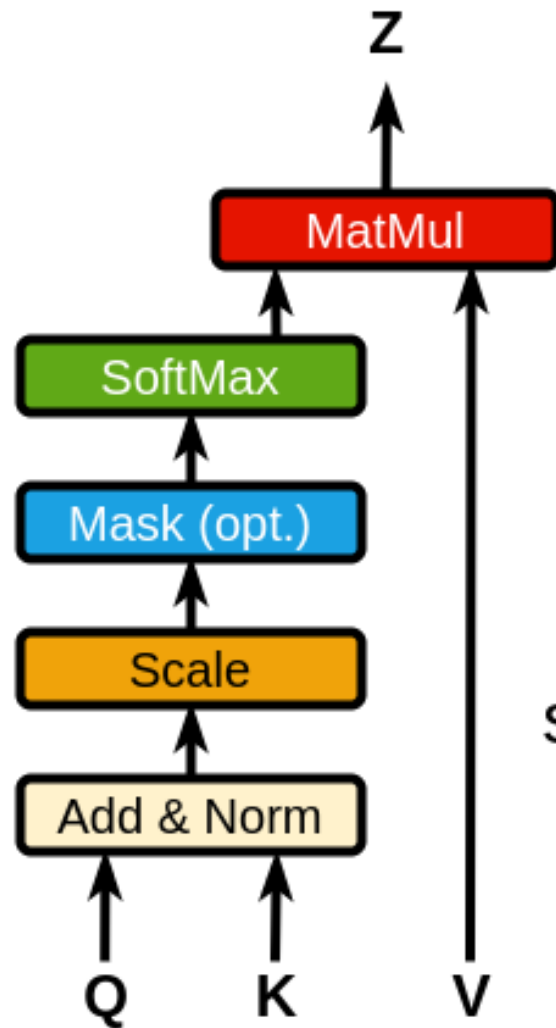 Z
MatMul
SoftMax
Mask (opt.)
Scale
S
Add & Norm
Q K V